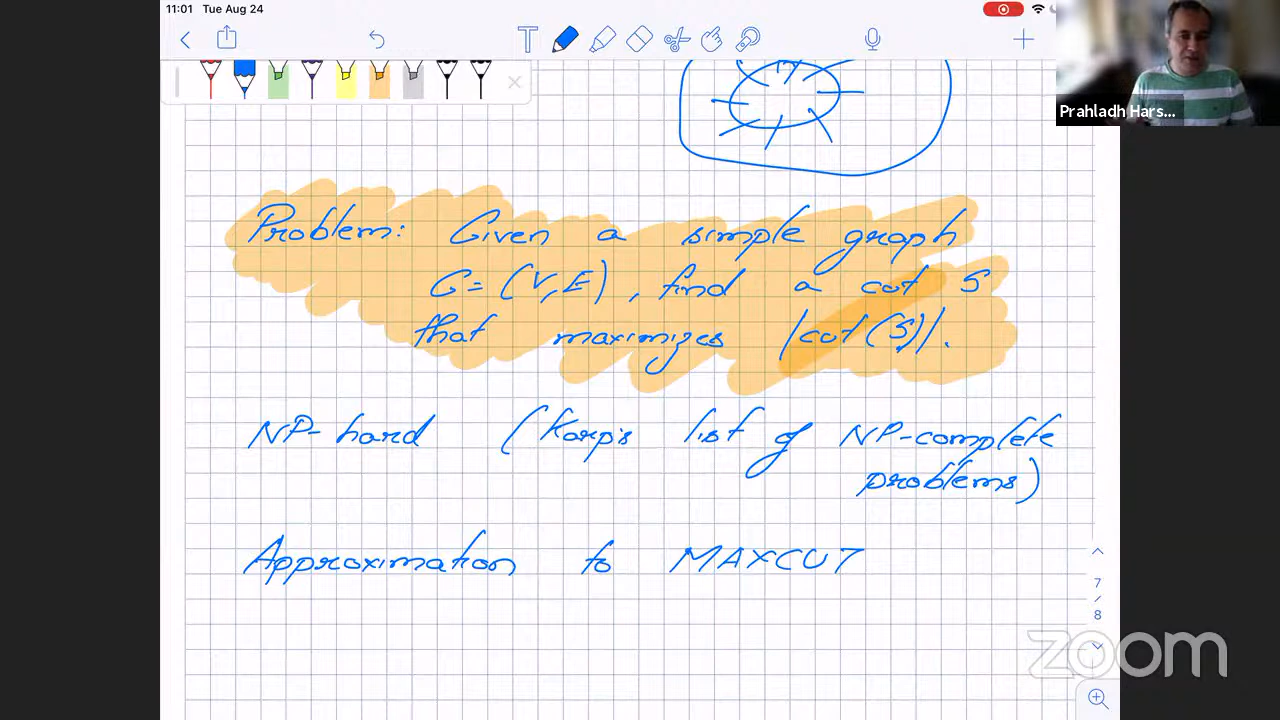 11:01 Tue Aug 24
Prahladh Hars...
Problem: Given a simple graph
G = (V, E), find a cut S
that maximizes |cut(S)|.
NP-hard (Karp's list of NP-complete
problems)
Approximation to MAXCUT
7
/
8
zoom